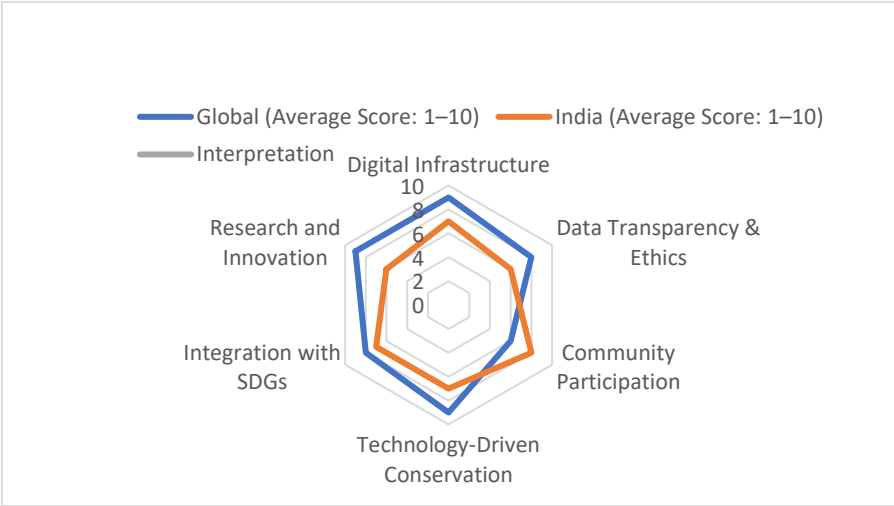 Global (Average Score: 1–10)
India (Average Score: 1–10)
Interpretation
Digital Infrastructure
10
8
6
4
2
0
Data Transparency &
Ethics
Community
Participation
Technology-Driven
Conservation
Integration with
SDGs
Research and
Innovation